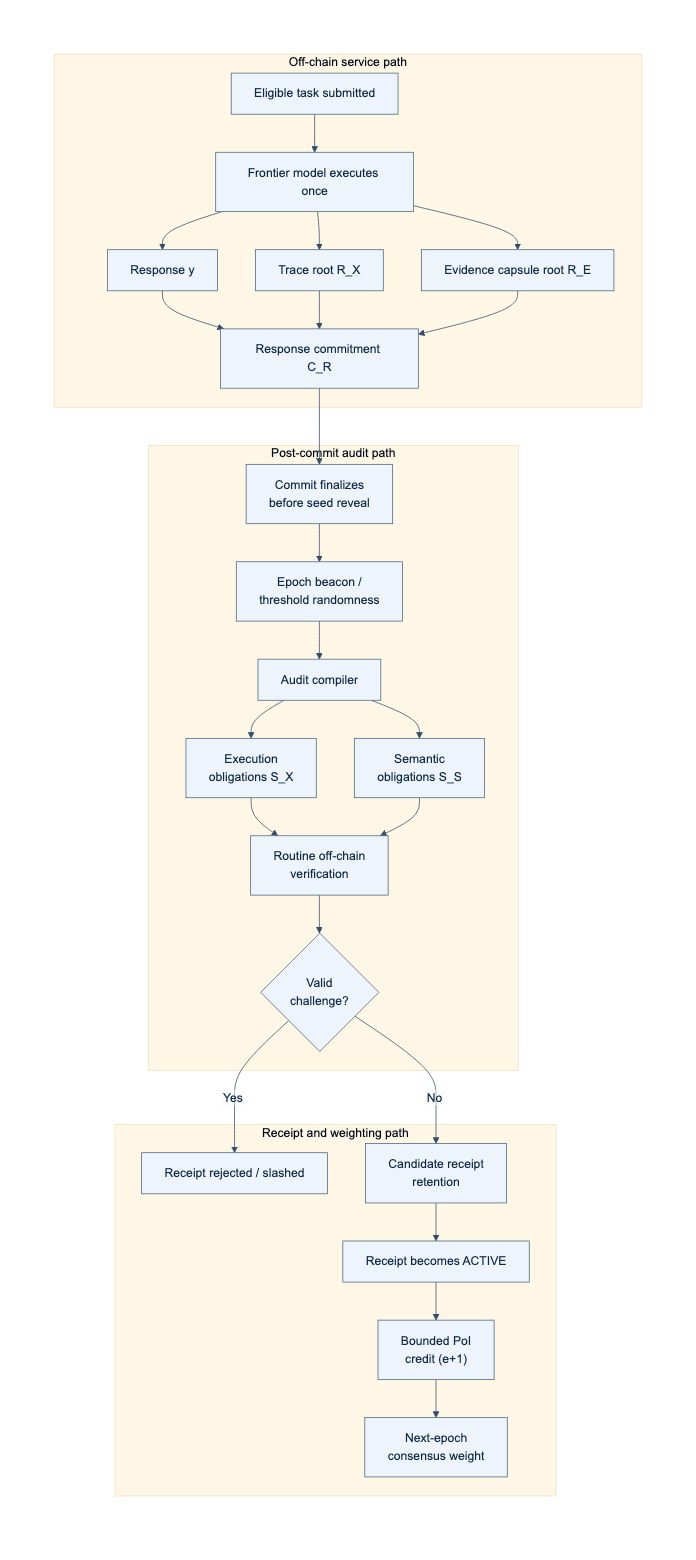 Off-chain service path
Eligible task submitted
Frontier model executes
once
Response y
Trace root R_X
Evidence capsule root R_E
Response commitment
C_R
Post-commit audit path
Commit finalizes
before seed reveal
Epoch beacon /
threshold randomness
Audit compiler
Execution
obligations S_X
Semantic
obligations S_S
Routine off-chain
verification
Valid
challenge?
Yes
No
Receipt and weighting path
Receipt rejected / slashed
Candidate receipt
retention
Receipt becomes ACTIVE
Bounded PoI
credit (e+1)
Next-epoch
consensus weight